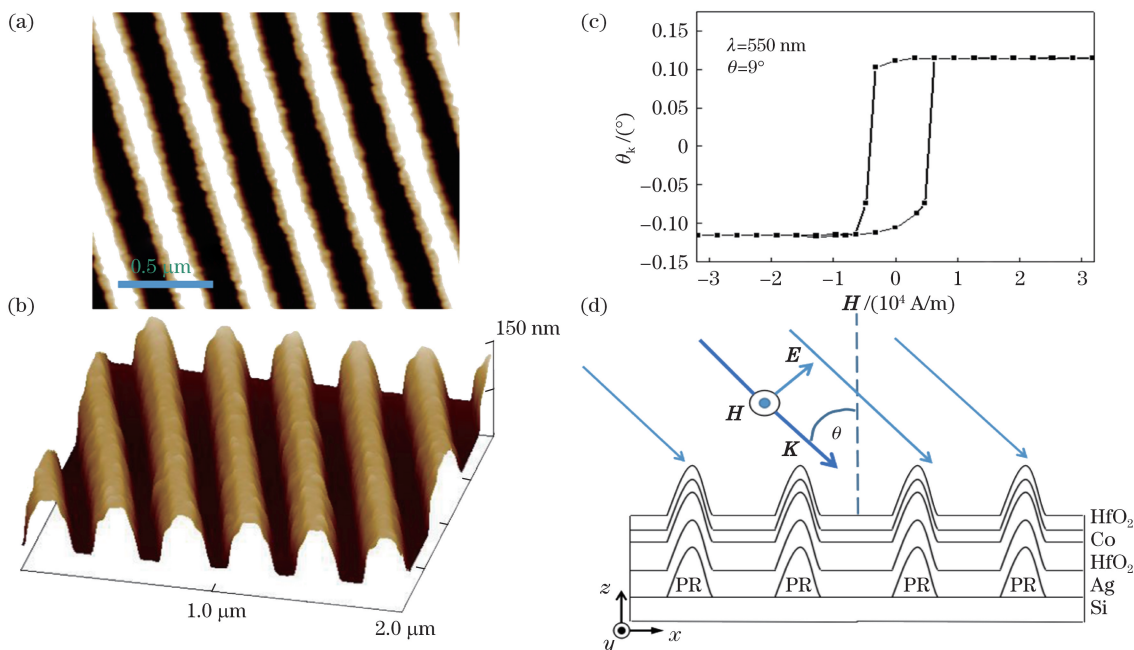 (a)
0.5 μm
(b)
150 nm
1.0 μm
2.0 μm
(c)
λ=550 nm
θ=9°
0.15
0.10
0.05
0
−0.05
−0.10
−0.15
θk/(°)
−3 −2 −1 0 1 2 3
H/(10⁴ A/m)
(d)
E
H
θ
K
HfO₂
Co
HfO₂
PR PR PR PR Ag
Si
z
y x